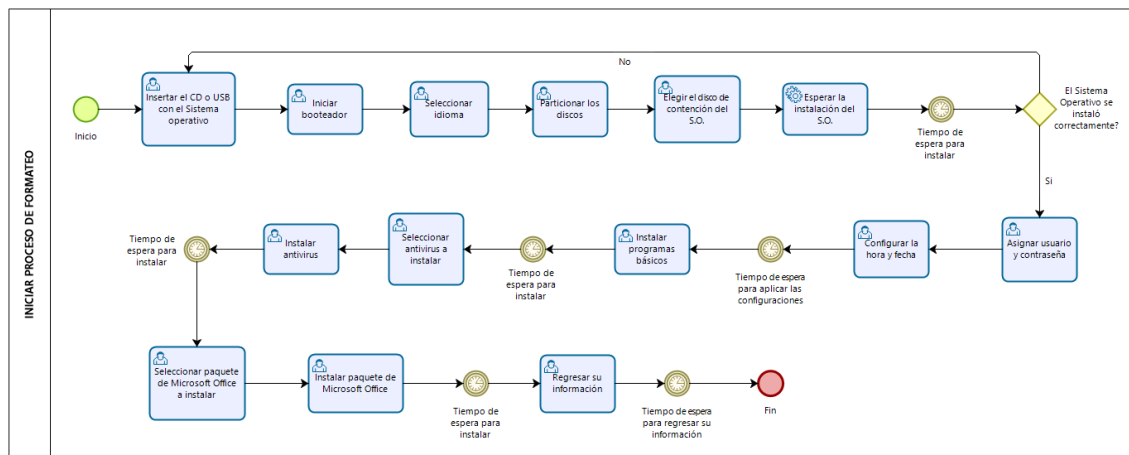 INICIAR PROCESO DE FORMATEO
No
Inicio
Insertar el CD o USB
con el Sistema
operativo
Iniciar
booteador
Seleccionar
idioma
Particionar los
discos
Elegir el disco de
contención del
S.O.
Esperar la
instalación del
S.O.
Tiempo de
espera para
instalar
El Sistema
Operativo se
instaló
correctamente?
Si
Asignar usuario
y contraseña
Configurar la
hora y fecha
Tiempo de espera
para aplicar las
configuraciones
Instalar
programas
básicos
Tiempo de
espera para
instalar
Seleccionar
antivirus a
instalar
Instalar
antivirus
Tiempo de
espera para
instalar
Seleccionar paquete
de Microsoft Office
a instalar
Instalar paquete de
Microsoft Office
Tiempo de
espera para
instalar
Regresar su
información
Tiempo de espera
para regresar su
información
Fin